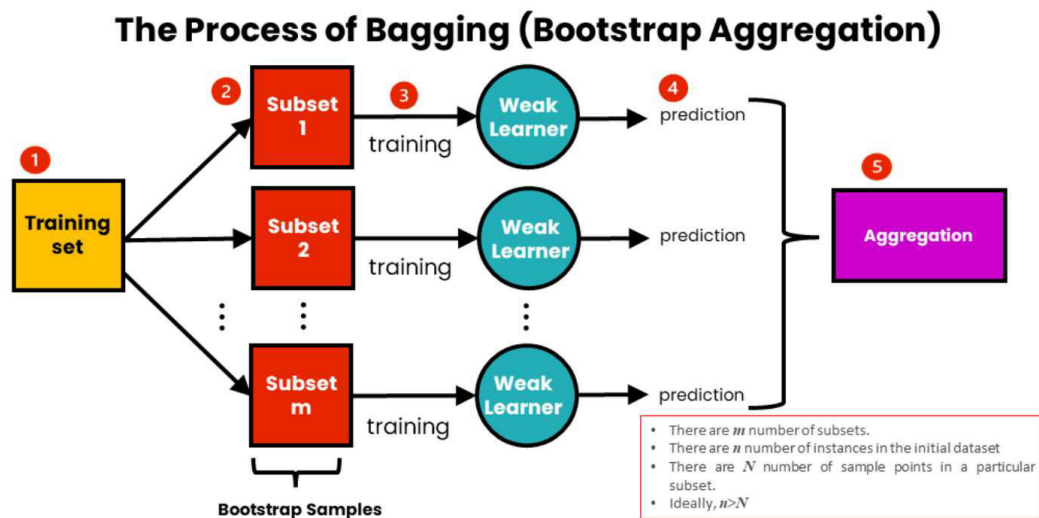 The Process of Bagging (Bootstrap Aggregation)
1
Training
set
2
Subset
1
3
training
Weak
Learner
4
prediction
Subset
2
training
Weak
Learner
prediction
Subset
m
training
Weak
Learner
prediction
5
Aggregation
Bootstrap Samples
• There are m number of subsets.
• There are n number of instances in the initial dataset
• There are N number of sample points in a particular
subset.
• Ideally, n>N